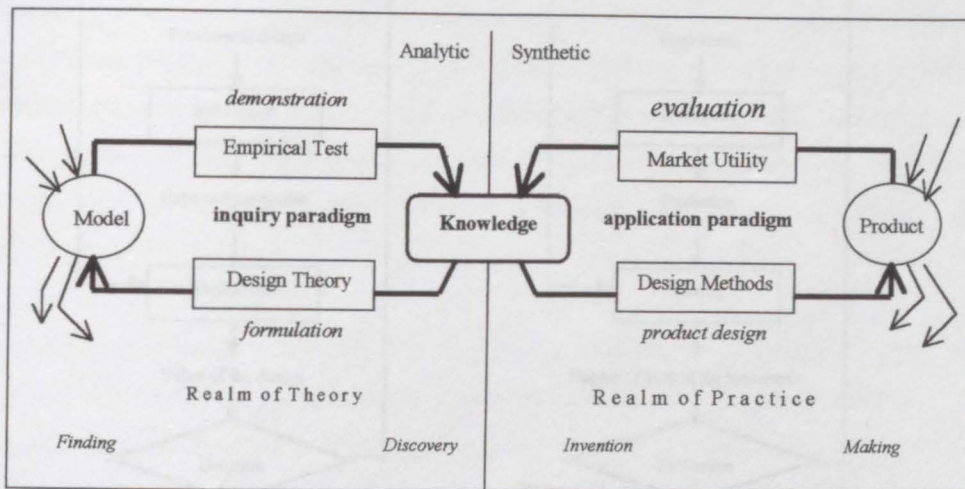 Analytic
Synthetic
demonstration
evaluation
Empirical Test
Market Utility
Model
inquiry paradigm
Knowledge
application paradigm
Product
Design Theory
Design Methods
formulation
product design
Realm of Theory
Realm of Practice
Finding
Discovery
Invention
Making